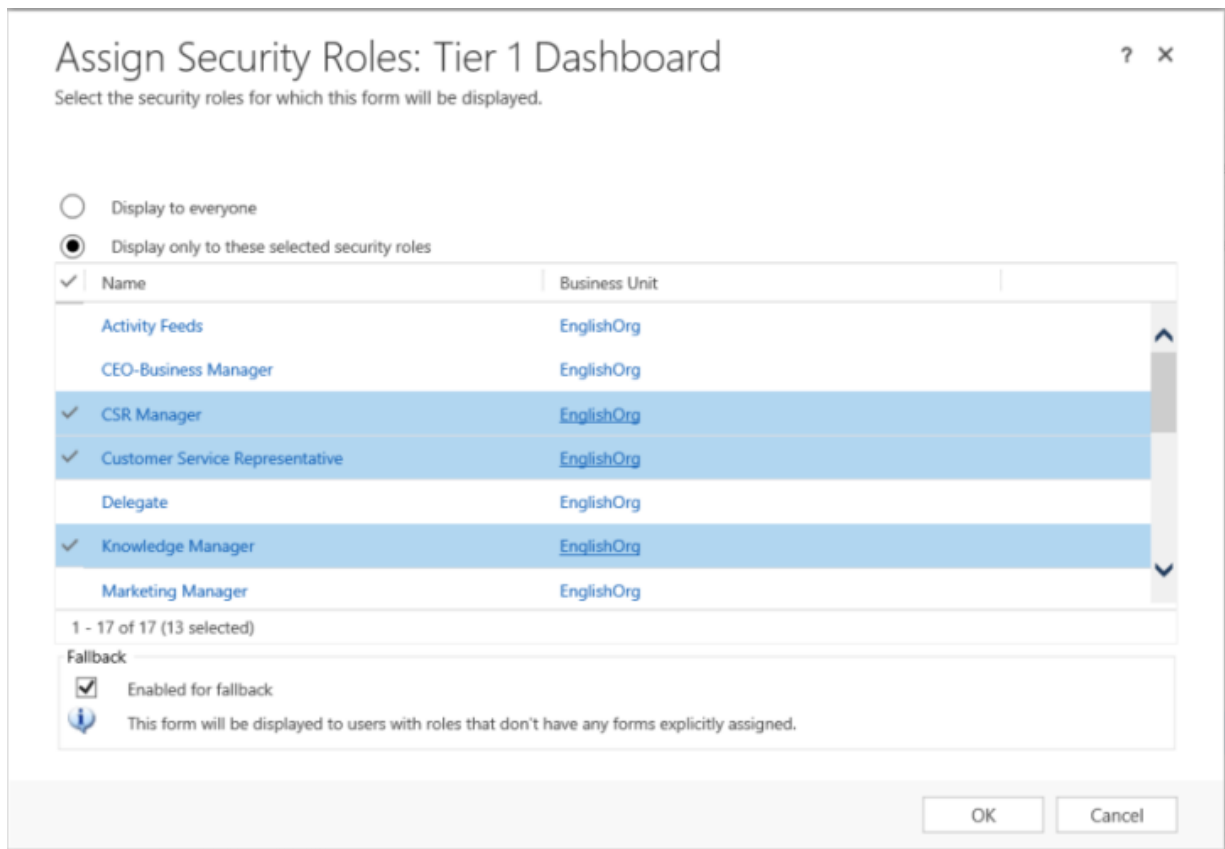 Assign Security Roles: Tier 1 Dashboard ? ×
Select the security roles for which this form will be displayed.
Display to everyone
Display only to these selected security roles
✓ Name Business Unit
Activity Feeds EnglishOrg
CEO-Business Manager EnglishOrg
✓ CSR Manager EnglishOrg
✓ Customer Service Representative EnglishOrg
Delegate EnglishOrg
✓ Knowledge Manager EnglishOrg
Marketing Manager EnglishOrg
1 - 17 of 17 (13 selected)
Fallback
Enabled for fallback
This form will be displayed to users with roles that don't have any forms explicitly assigned.
OK Cancel